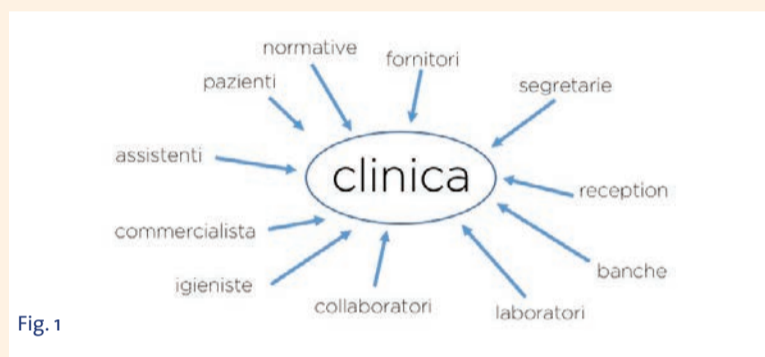 normative
fornitori
pazienti
segretarie
assistenti
clinica
reception
commercialista
banche
igieniste
collaboratori
laboratori
Fig. 1